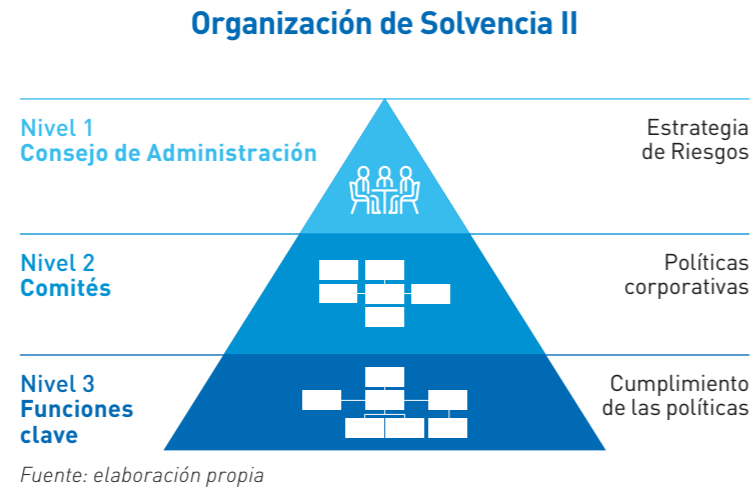 Organización de Solvencia II
Nivel 1
Consejo de Administración
Estrategia
de Riesgos
Nivel 2
Comités
Políticas
corporativas
Nivel 3
Funciones
clave
Cumplimiento
de las políticas
Fuente: elaboración propia